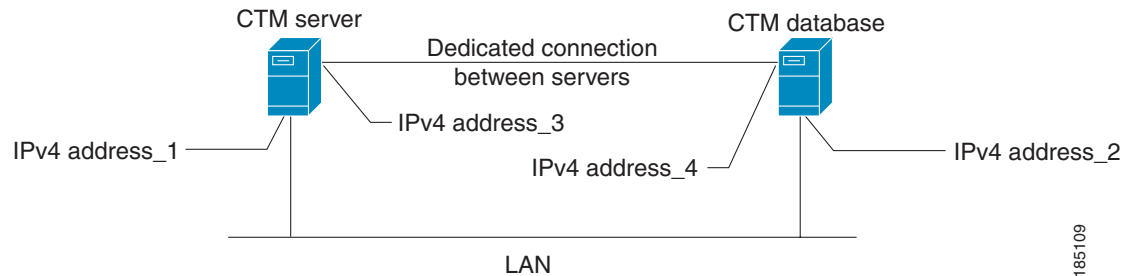 CTM server
CTM database
Dedicated connection
between servers
IPv4 address_3
IPv4 address_1
IPv4 address_4
IPv4 address_2
LAN
185109